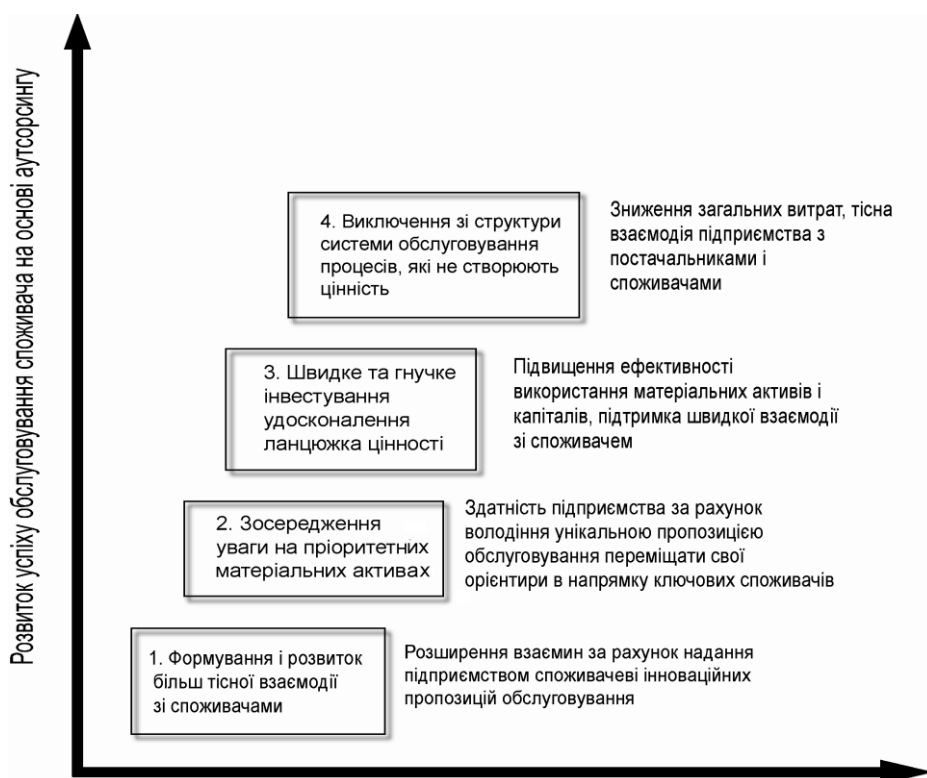 Розвиток успіху обслуговування споживача на основі аутсорсингу
4. Виключення зі структури
системи обслуговування
процесів, які не створюють
цінність
Зниження загальних витрат, тісна
взаємодія підприємства з
постачальниками і
споживачами
3. Швидке та гнучке
інвестування
удосконалення
ланцюжка цінності
Підвищення ефективності
використання матеріальних активів і
капіталів, підтримка швидкої взаємодії
зі споживачем
2. Зосередження
уваги на пріоритетних
матеріальних активах
Здатність підприємства за рахунок
володіння унікальною пропозицією
обслуговування переміщати свої
орієнтири в напрямку ключових споживачів
1. Формування і розвиток
більш тісної взаємодії
зі споживачами
Розширення взаємин за рахунок надання
підприємством споживачеві інноваційних
пропозицій обслуговування